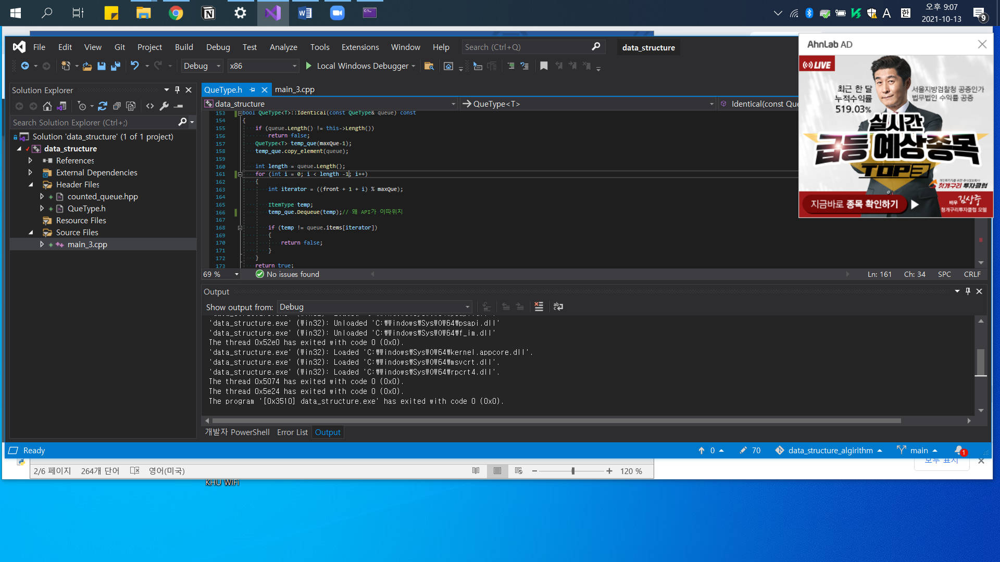 오후 9:07
2021-10-13
A
한
9
File Edit View Git Project Build Debug Test Analyze Tools Extensions Window Help
Search (Ctrl+Q)
data_structure
Debug
x86
Local Windows Debugger
Solution Explorer
Search Solution Explorer (Ctrl+;)
Solution 'data_structure' (1 of 1 project)
data_structure
References
External Dependencies
Header Files
counted_queue.hpp
QueType.h
Resource Files
Source Files
main_3.cpp
QueType.h
main_3.cpp
data_structure
QueType<T>
Identical(const Que
153 bool QueType<T>::Identical(const QueType& queue) const
154 {
155 if (queue.Length() != this->Length())
156 return false;
157 QueType<T> temp_que(maxQue-1);
158 temp_que.copy_element(queue);
159
160 int length = queue.Length();
161 for (int i = 0; i < length -1; i++)
162 {
163 int iterator = ((front + 1 + i) % maxQue);
164
165 ItemType temp;
166 temp_que.Dequeue(temp);// 왜 API가 이따위지
167
168 if (temp != queue.items[iterator])
169 {
170 return false;
171 }
172 }
173 return true;
69 %
No issues found
Ln: 161 Ch: 34 SPC CRLF
Output
Show output from: Debug
'data_structure.exe' (Win32): Unloaded 'C:₩Windows₩SysWOW64₩psapi.dll'
'data_structure.exe' (Win32): Unloaded 'C:₩Windows₩SysWOW64₩f_im.dll'
The thread 0x52e0 has exited with code 0 (0x0).
'data_structure.exe' (Win32): Loaded 'C:₩Windows₩SysWOW64₩kernel.appcore.dll'.
'data_structure.exe' (Win32): Loaded 'C:₩Windows₩SysWOW64₩msvcrt.dll'.
'data_structure.exe' (Win32): Loaded 'C:₩Windows₩SysWOW64₩rpcrt4.dll'.
The thread 0x5074 has exited with code 0 (0x0).
The thread 0x5e24 has exited with code 0 (0x0).
The program '[0x3510] data_structure.exe' has exited with code 0 (0x0).
개발자 PowerShell Error List Output
Ready
0
70
data_structure_algirithm
main
1
AhnLab AD
LIVE
최근 한 달
누적수익률
519.03%
서울지방검찰청 공증인가
법무법인 수익률 공증
실시간
급등 예상종목
TOP3
청개구리 투자클럽
지금바로 종목 확인하기
배우 김상중
청개구리투자클럽 모델
모두 표시
2/6 페이지 264개 단어 영어(미국)
120 %
KHU WiFi